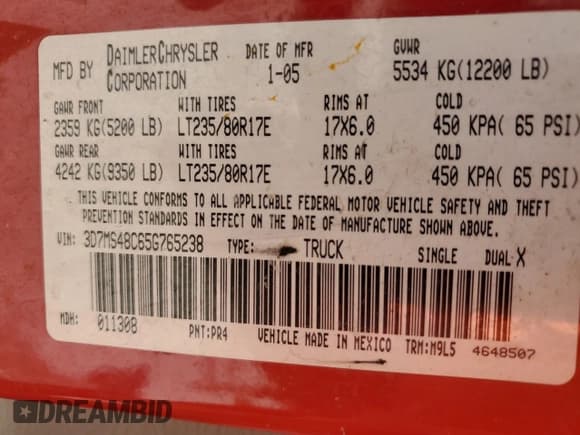 MFD BY DAIMLERCHRYSLER CORPORATION DATE OF MFR 1-05 GVWR 5534 KG(12200 LB)
GAWR FRONT WITH TIRES RIMS AT COLD
2359 KG(5200 LB) LT235/80R17E 17X6.0 450 KPA( 65 PSI)
GAWR REAR WITH TIRES RIMS AT COLD
4242 KG(9350 LB) LT235/80R17E 17X6.0 450 KPA( 65 PSI)
THIS VEHICLE CONFORMS TO ALL APPLICABLE FEDERAL MOTOR VEHICLE SAFETY AND THEFT
PREVENTION STANDARDS IN EFFECT ON THE DATE OF MANUFACTURE SHOWN ABOVE.
VIN: 3D7MS48C65G765238 TYPE: TRUCK SINGLE DUAL X
MDH: 011308 PNT:PR4 VEHICLE MADE IN MEXICO TRM:M9L5 4648507
DREAMBID